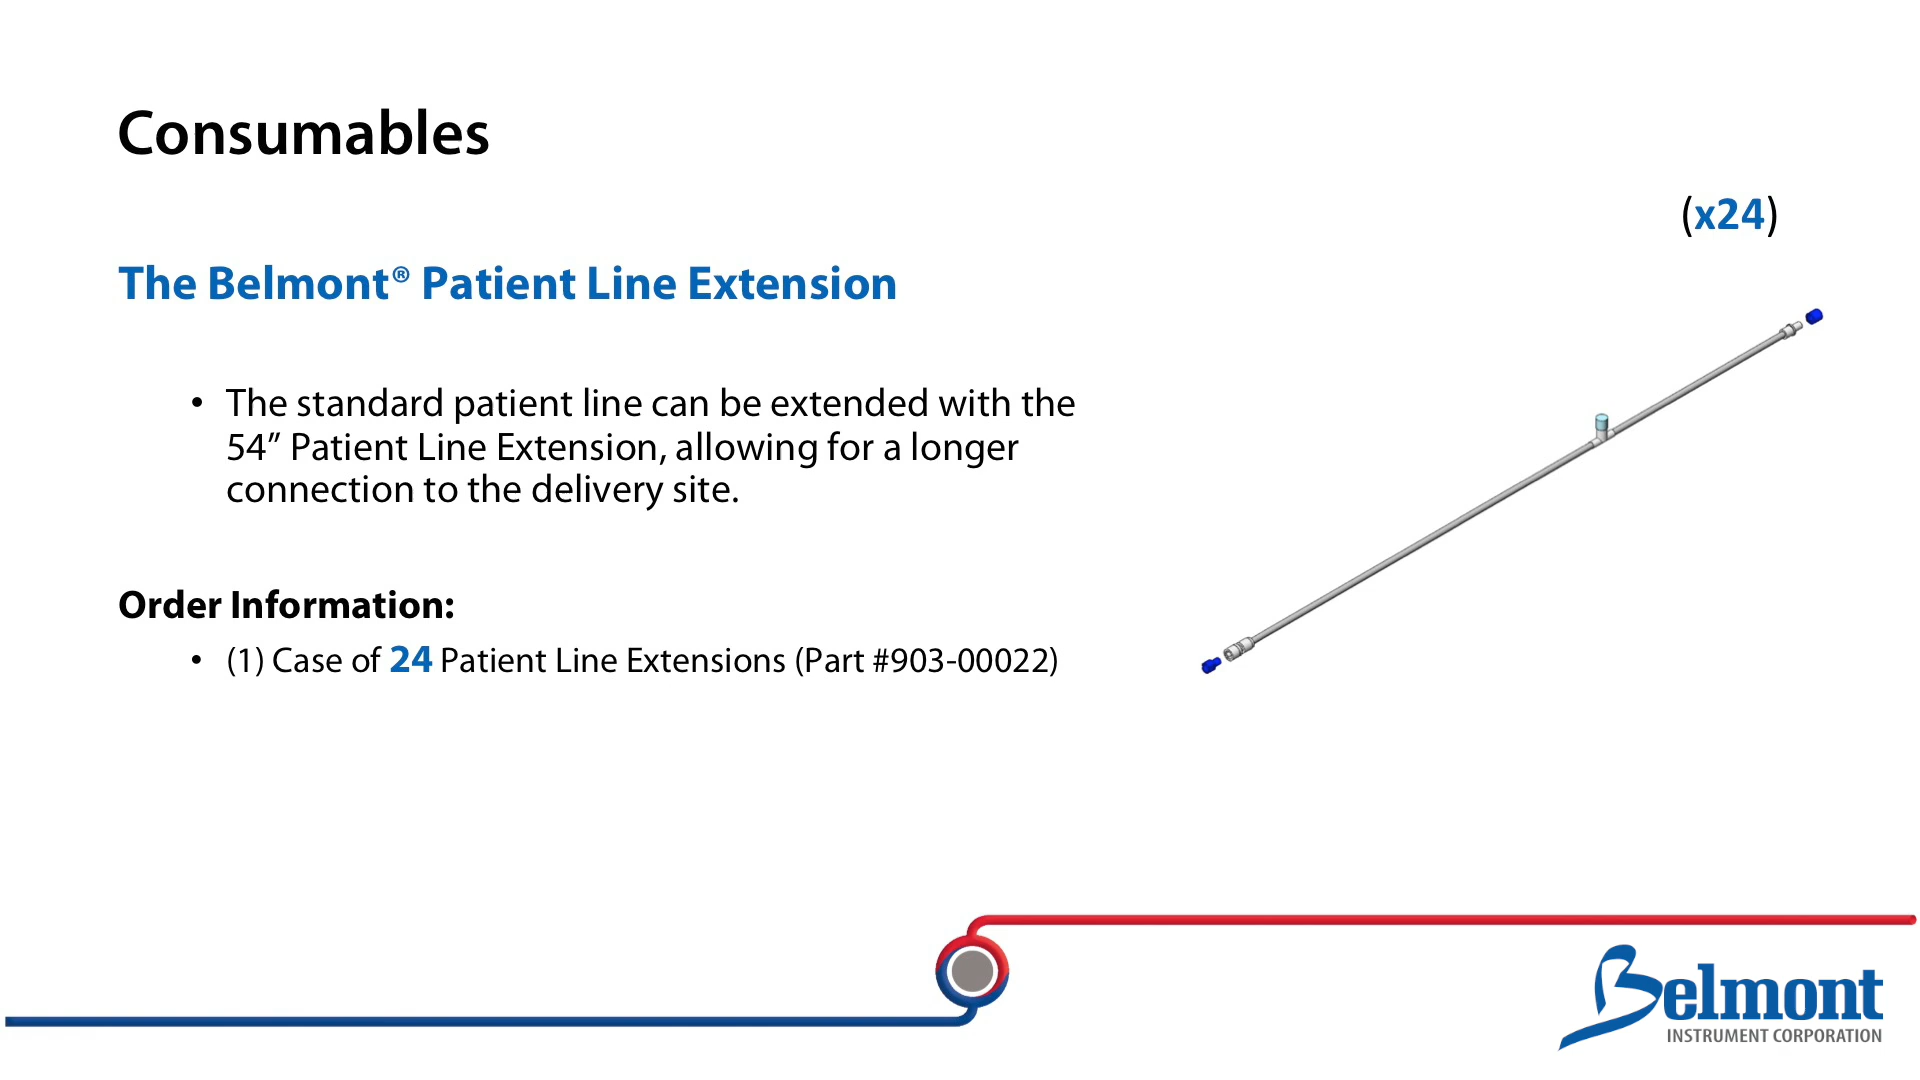 Consumables
(x24)
The Belmont® Patient Line Extension
• The standard patient line can be extended with the
54” Patient Line Extension, allowing for a longer
connection to the delivery site.
Order Information:
• (1) Case of 24 Patient Line Extensions (Part #903-00022)
Belmont
INSTRUMENT CORPORATION